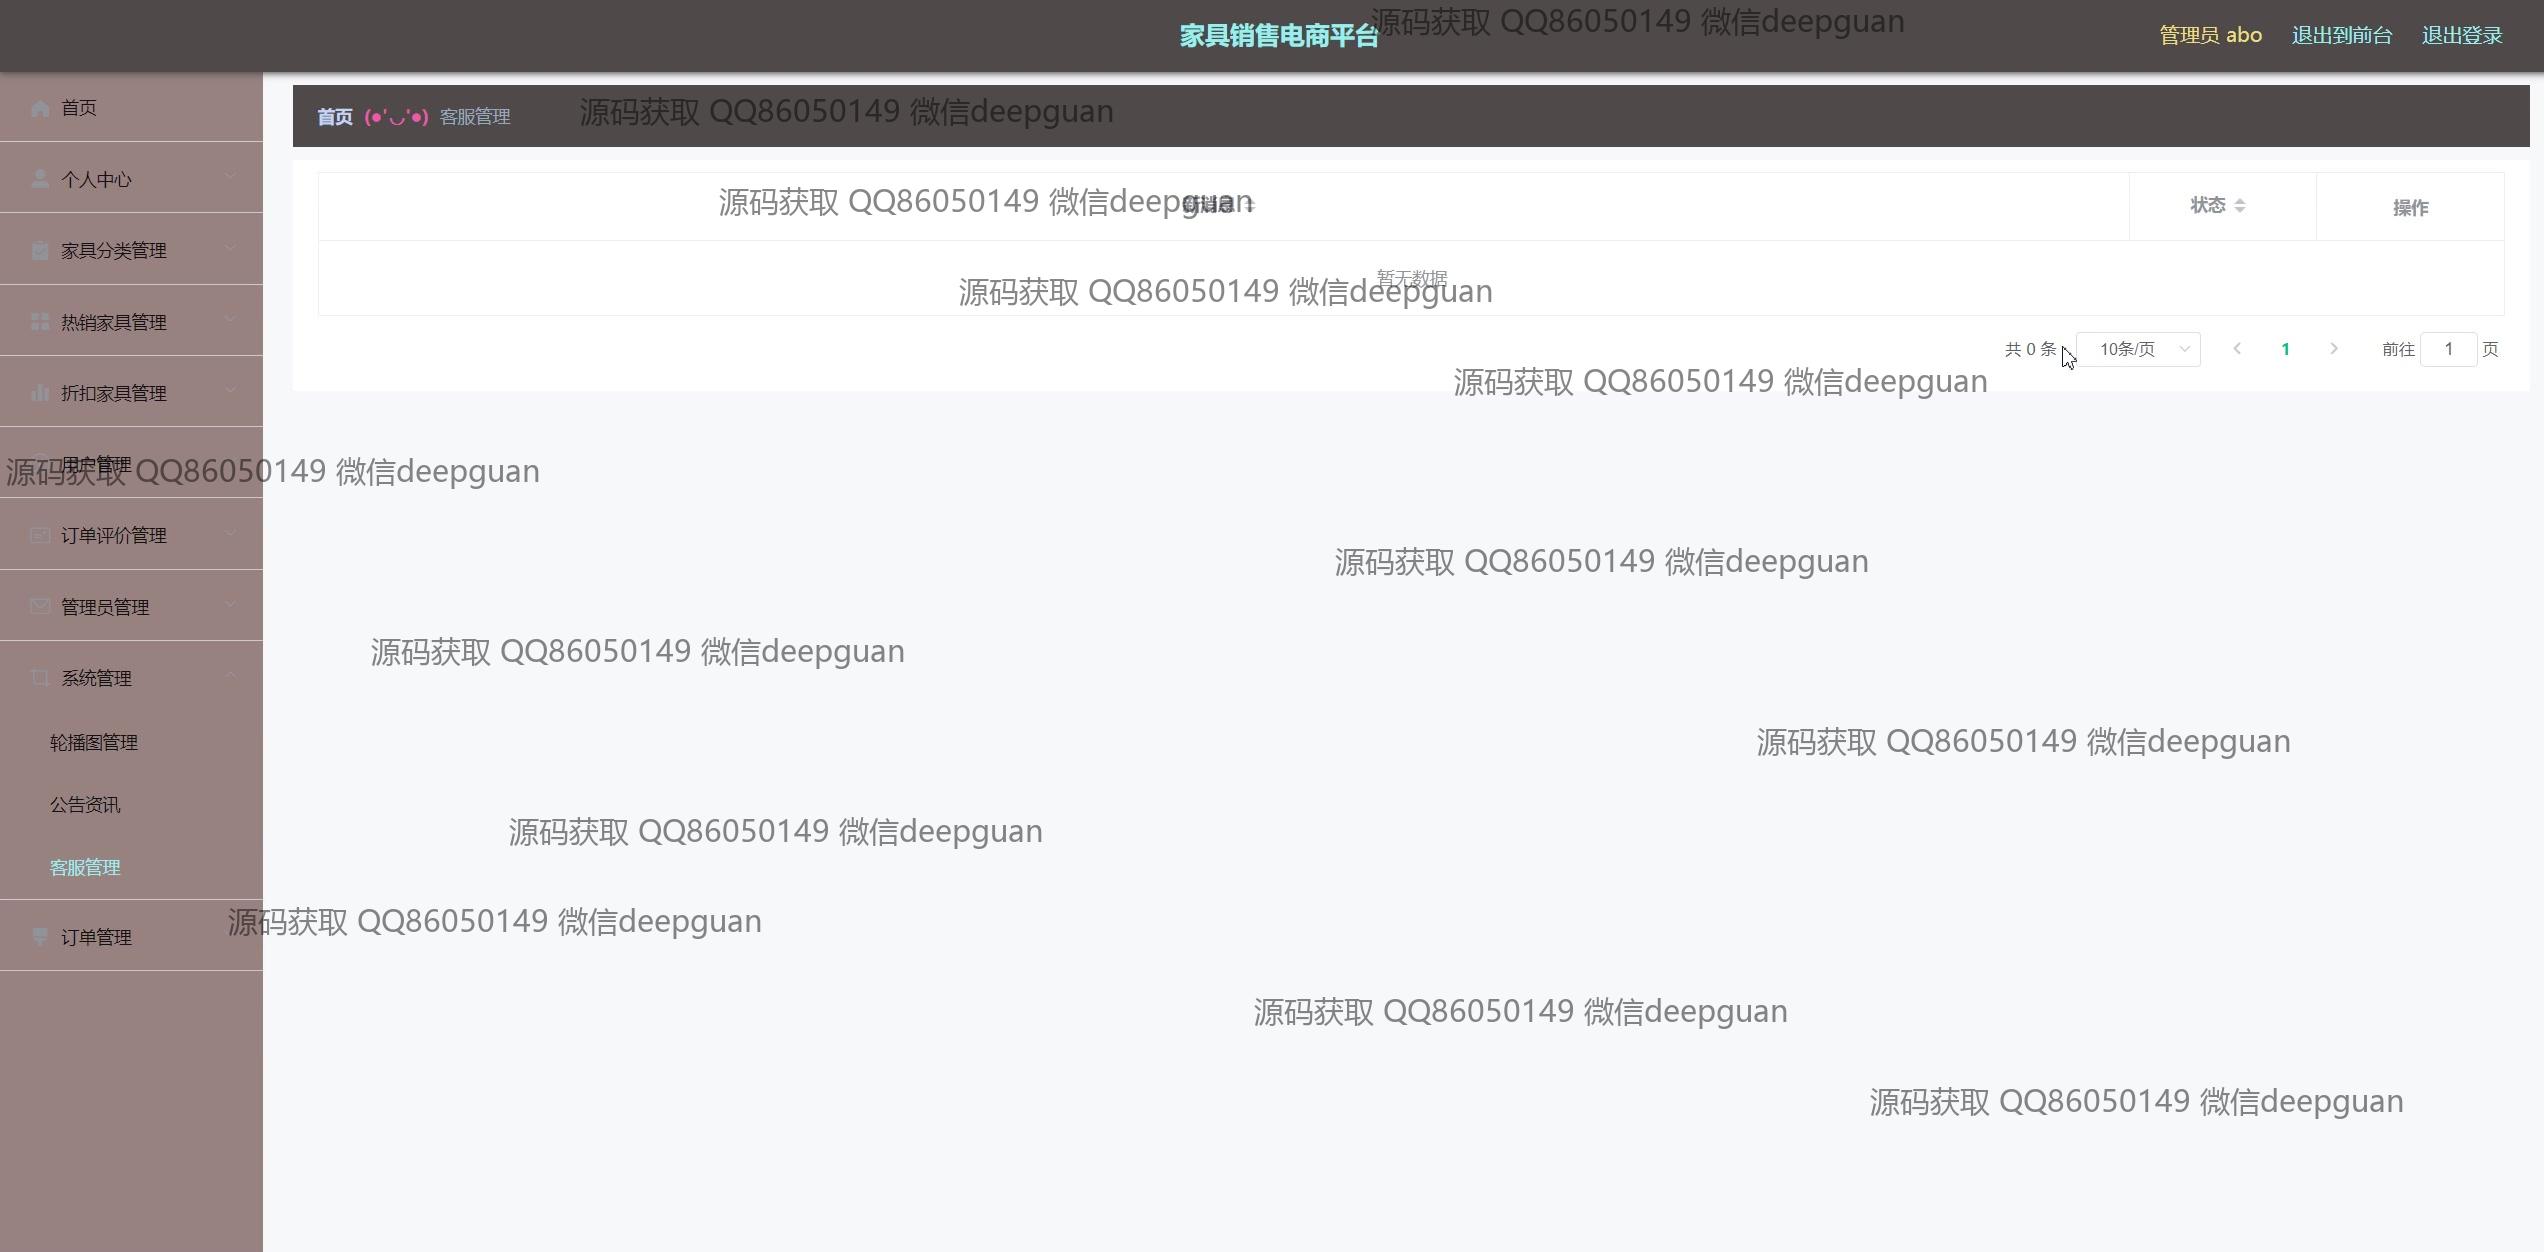 家具销售电商平台
源码获取 QQ86050149 微信deepguan
管理员 abo
退出到前台
退出登录
首页
首页 (●'◡'●) 客服管理
源码获取 QQ86050149 微信deepguan
个人中心
源码获取 QQ86050149 微信deepguan
新消息
状态
操作
家具分类管理
暂无数据
源码获取 QQ86050149 微信deepguan
热销家具管理
共 0 条
10条/页
1
前往 1 页
源码获取 QQ86050149 微信deepguan
折扣家具管理
用户管理
源码获取 QQ86050149 微信deepguan
订单评价管理
源码获取 QQ86050149 微信deepguan
管理员管理
源码获取 QQ86050149 微信deepguan
系统管理
轮播图管理
源码获取 QQ86050149 微信deepguan
公告资讯
源码获取 QQ86050149 微信deepguan
客服管理
源码获取 QQ86050149 微信deepguan
订单管理
源码获取 QQ86050149 微信deepguan
源码获取 QQ86050149 微信deepguan